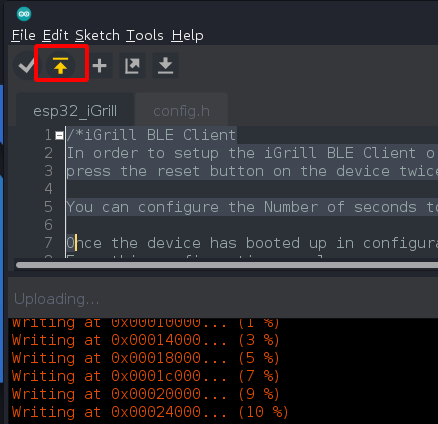 File Edit Sketch Tools Help
esp32_iGrill config.h
1 /*iGrill BLE Client
2 In order to setup the iGrill BLE Client o
3 press the reset button on the device twice
4
5 You can configure the Number of seconds to
6
7 Once the device has booted up in configura
Uploading...
Writing at 0x00010000... (1 %)
Writing at 0x00014000... (3 %)
Writing at 0x00018000... (5 %)
Writing at 0x0001c000... (7 %)
Writing at 0x00020000... (9 %)
Writing at 0x00024000... (10 %)